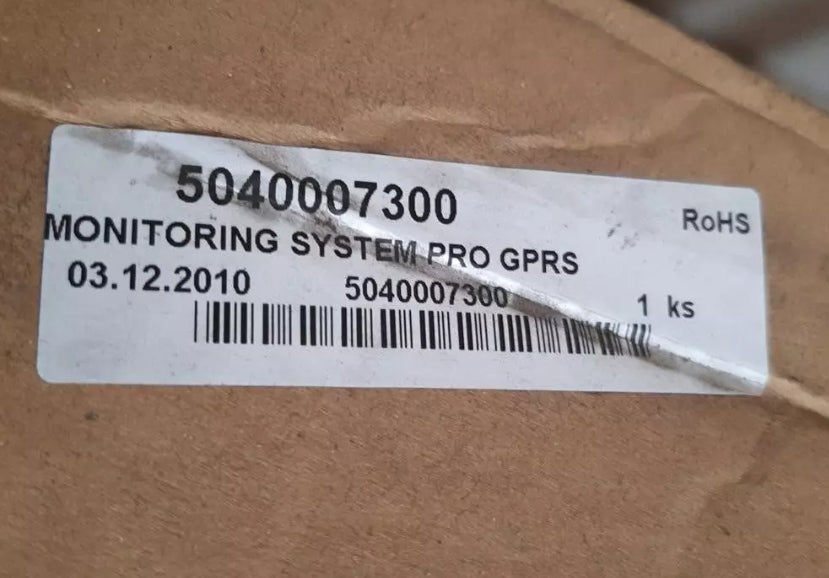 5040007300
RoHS
MONITORING SYSTEM PRO GPRS
03.12.2010 5040007300 1 ks